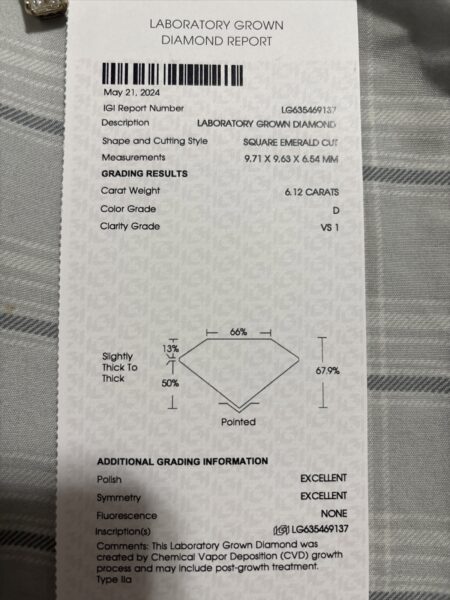 LABORATORY GROWN
DIAMOND REPORT
May 21, 2024
IGI Report Number LG635469137
Description LABORATORY GROWN DIAMOND
Shape and Cutting Style SQUARE EMERALD CUT
Measurements 9.71 X 9.63 X 6.54 MM
GRADING RESULTS
Carat Weight 6.12 CARATS
Color Grade D
Clarity Grade VS 1
66%
13%
Slightly
Thick To
Thick
50%
67.9%
Pointed
ADDITIONAL GRADING INFORMATION
Polish EXCELLENT
Symmetry EXCELLENT
Fluorescence NONE
Inscription(s) LG635469137
Comments: This Laboratory Grown Diamond was
created by Chemical Vapor Deposition (CVD) growth
process and may include post-growth treatment.
Type IIa